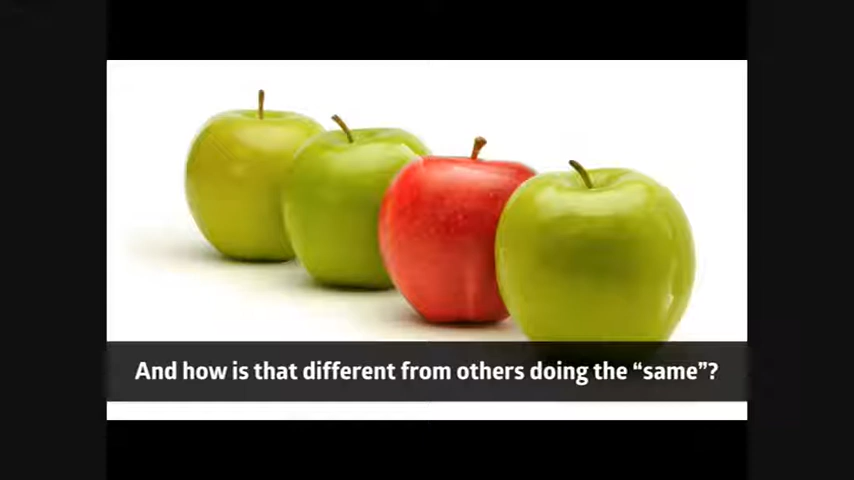 And how is that different from others doing the “same”?